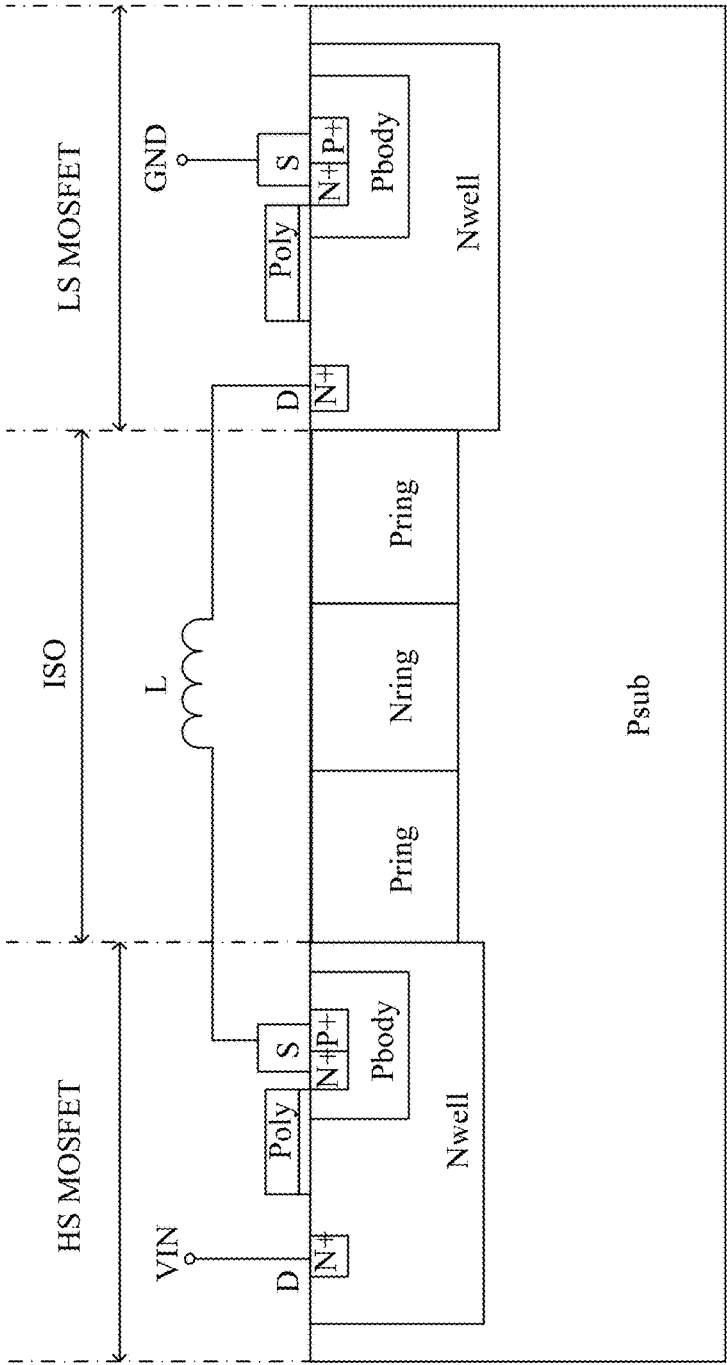 HS MOSFET
ISO
LS MOSFET
VIN
L
GND
D
Poly
S
D
Poly
S
N+
N+
P+
N+
N+
P+
Pbody
Pring
Nring
Pring
Pbody
Nwell
Nwell
Psub